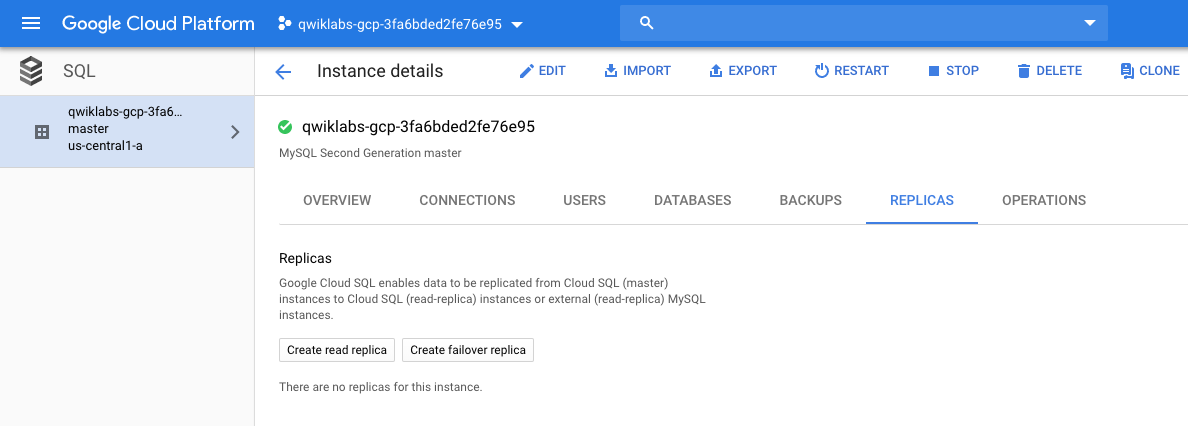 Google Cloud Platform
qwiklabs-gcp-3fa6bded2fe76e95
SQL
Instance details
EDIT
IMPORT
EXPORT
RESTART
STOP
DELETE
CLONE
qwiklabs-gcp-3fa6...
master
us-central1-a
qwiklabs-gcp-3fa6bded2fe76e95
MySQL Second Generation master
OVERVIEW
CONNECTIONS
USERS
DATABASES
BACKUPS
REPLICAS
OPERATIONS
Replicas
Google Cloud SQL enables data to be replicated from Cloud SQL (master)
instances to Cloud SQL (read-replica) instances or external (read-replica) MySQL
instances.
Create read replica
Create failover replica
There are no replicas for this instance.